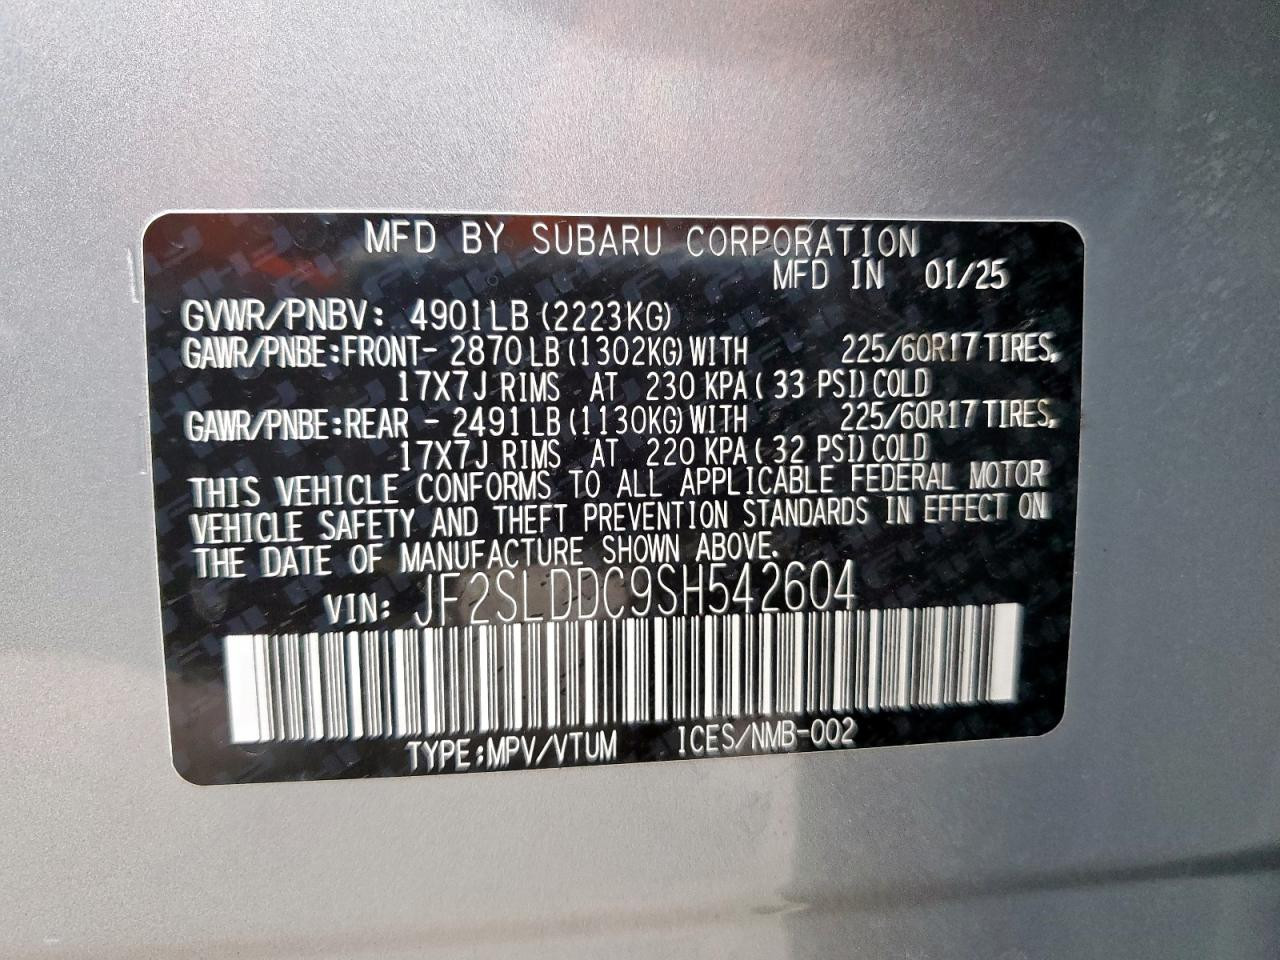 MFD BY SUBARU CORPORATION
MFD IN 01/25
GVWR/PNBV: 4901LB (2223KG)
GAWR/PNBE:FRONT- 2870LB (1302KG) WITH 225/60R17 TIRES,
17X7J RIMS AT 230 KPA ( 33 PSI) COLD
GAWR/PNBE:REAR - 2491LB (1130KG) WITH 225/60R17 TIRES,
17X7J RIMS AT 220 KPA ( 32 PSI) COLD
THIS VEHICLE CONFORMS TO ALL APPLICABLE FEDERAL MOTOR
VEHICLE SAFETY AND THEFT PREVENTION STANDARDS IN EFFECT ON
THE DATE OF MANUFACTURE SHOWN ABOVE.
VIN: JF2SLDDC9SH542604
TYPE:MPV/VTUM ICES/NMB-002